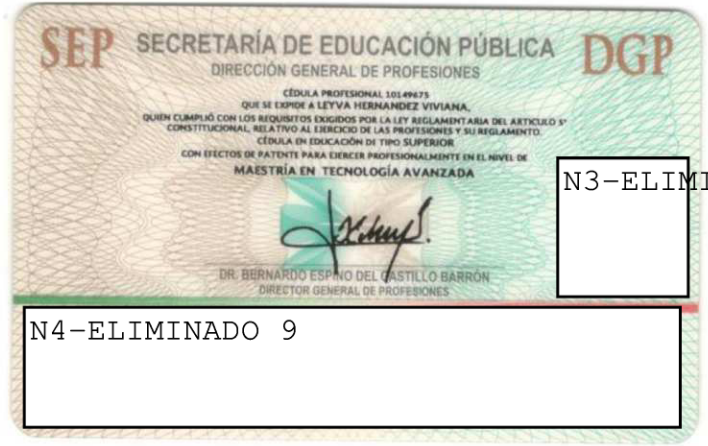 SEP SECRETARÍA DE EDUCACIÓN PÚBLICA DGP
DIRECCIÓN GENERAL DE PROFESIONES
CÉDULA PROFESIONAL 10149675
QUE SE EXPIDE A LEYVA HERNANDEZ VIVIANA,
QUIEN CUMPLIÓ CON LOS REQUISITOS EXIGIDOS POR LA LEY REGLAMENTARIA DEL ARTICULO 5°
CONSTITUCIONAL, RELATIVO AL EJERCICIO DE LAS PROFESIONES Y SU REGLAMENTO.
CÉDULA EN EDUCACIÓN DE TIPO SUPERIOR
CON EFECTOS DE PATENTE PARA EJERCER PROFESIONALMENTE EN EL NIVEL DE
MAESTRÍA EN TECNOLOGÍA AVANZADA
N3-ELIMI
DR. BERNARDO ESPINO DEL CASTILLO BARRÓN
DIRECTOR GENERAL DE PROFESIONES
N4-ELIMINADO 9